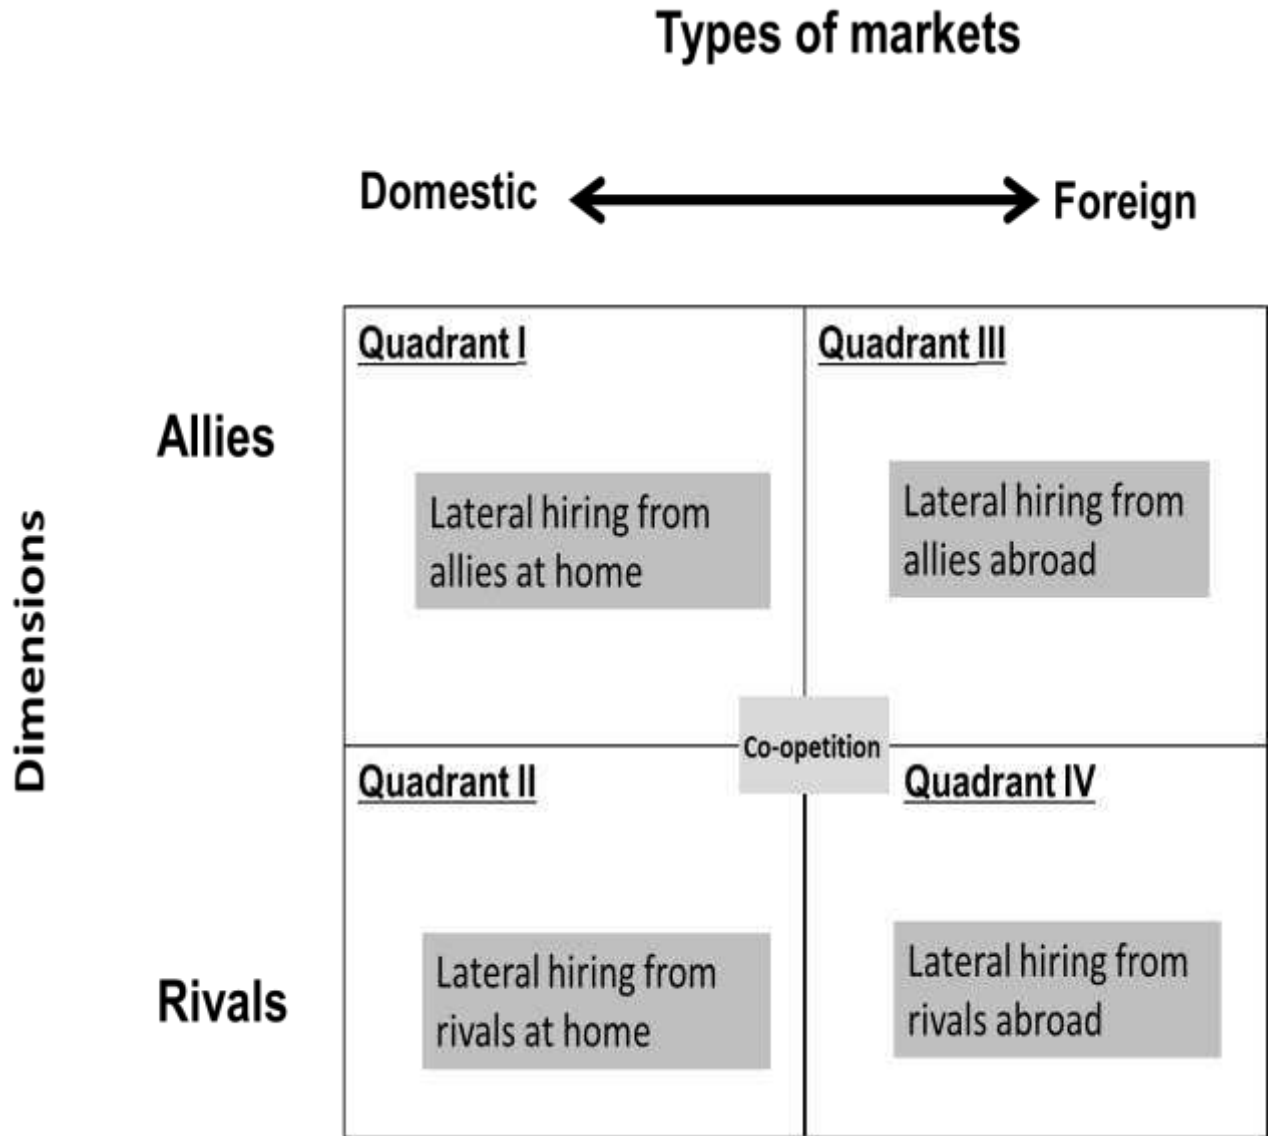 Types of markets
Domestic
Foreign
Dimensions
Allies
Quadrant I
Lateral hiring from
allies at home
Quadrant III
Lateral hiring from
allies abroad
Co-opetition
Rivals
Quadrant II
Lateral hiring from
rivals at home
Quadrant IV
Lateral hiring from
rivals abroad